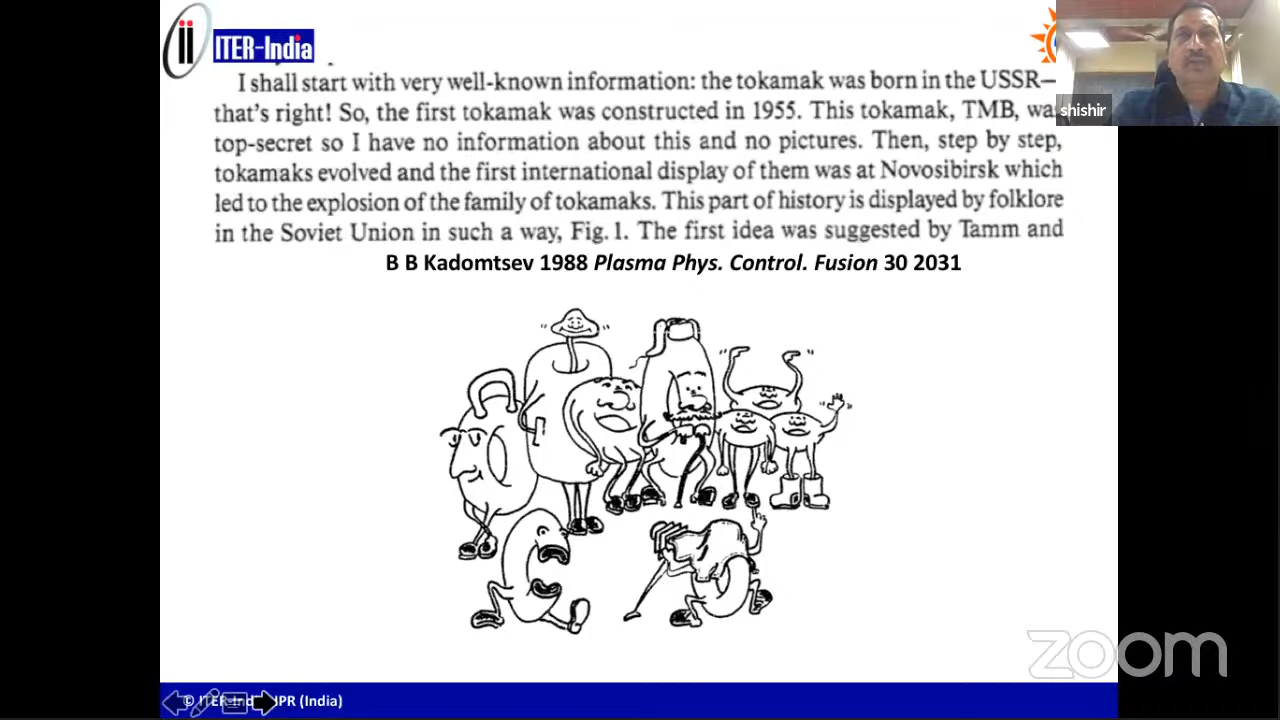 ITER-India
I shall start with very well-known information: the tokamak was born in the USSR—
that's right! So, the first tokamak was constructed in 1955. This tokamak, TMB, wa
top-secret so I have no information about this and no pictures. Then, step by step,
tokamaks evolved and the first international display of them was at Novosibirsk which
led to the explosion of the family of tokamaks. This part of history is displayed by folklore
in the Soviet Union in such a way, Fig. 1. The first idea was suggested by Tamm and
B B Kadomtsev 1988 Plasma Phys. Control. Fusion 30 2031
shishir
zoom
© ITER-Ind IPR (India)